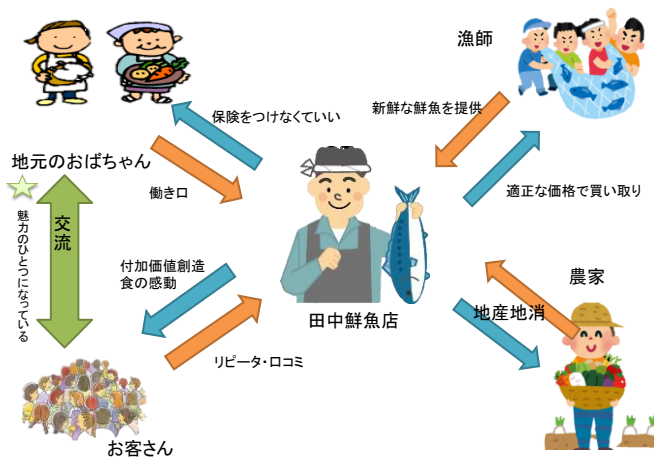 漁師
保険をつけなくていい
新鮮な鮮魚を提供
地元のおばちゃん
働き口
適正な価格で買い取り
交流
魅力のひとつになっている
付加価値創造
食の感動
農家
地産地消
田中鮮魚店
リピータ・口コミ
お客さん